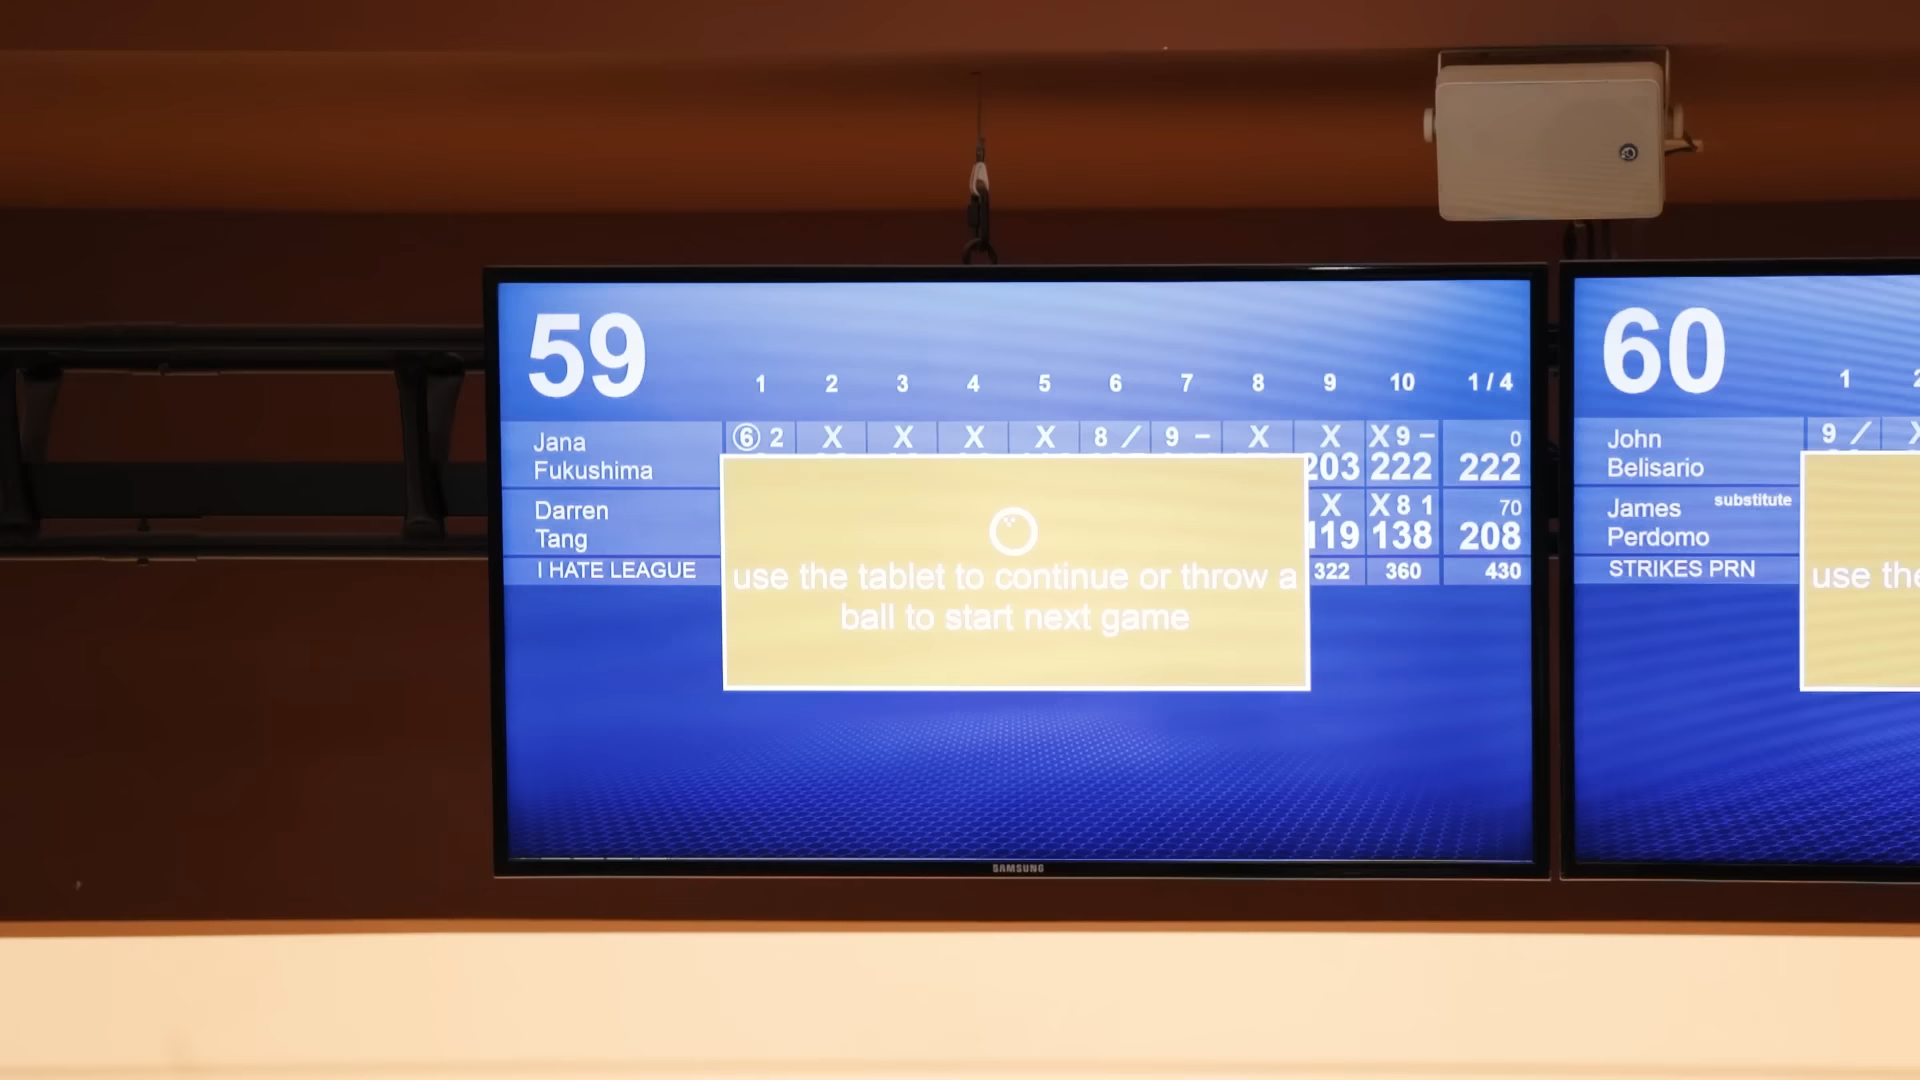 59
1 2 3 4 5 6 7 8 9 10 1 / 4
Jana
Fukushima
6 2 X X X X 8 / 9 - X X X 9 - 0
203 222 222
Darren
Tang
X X 8 1 70
119 138 208
I HATE LEAGUE
322 360 430
use the tablet to continue or throw a
ball to start next game
SAMSUNG
60
1
John
Belisario
9 /
James
Perdomo
substitute
STRIKES PRN
use the